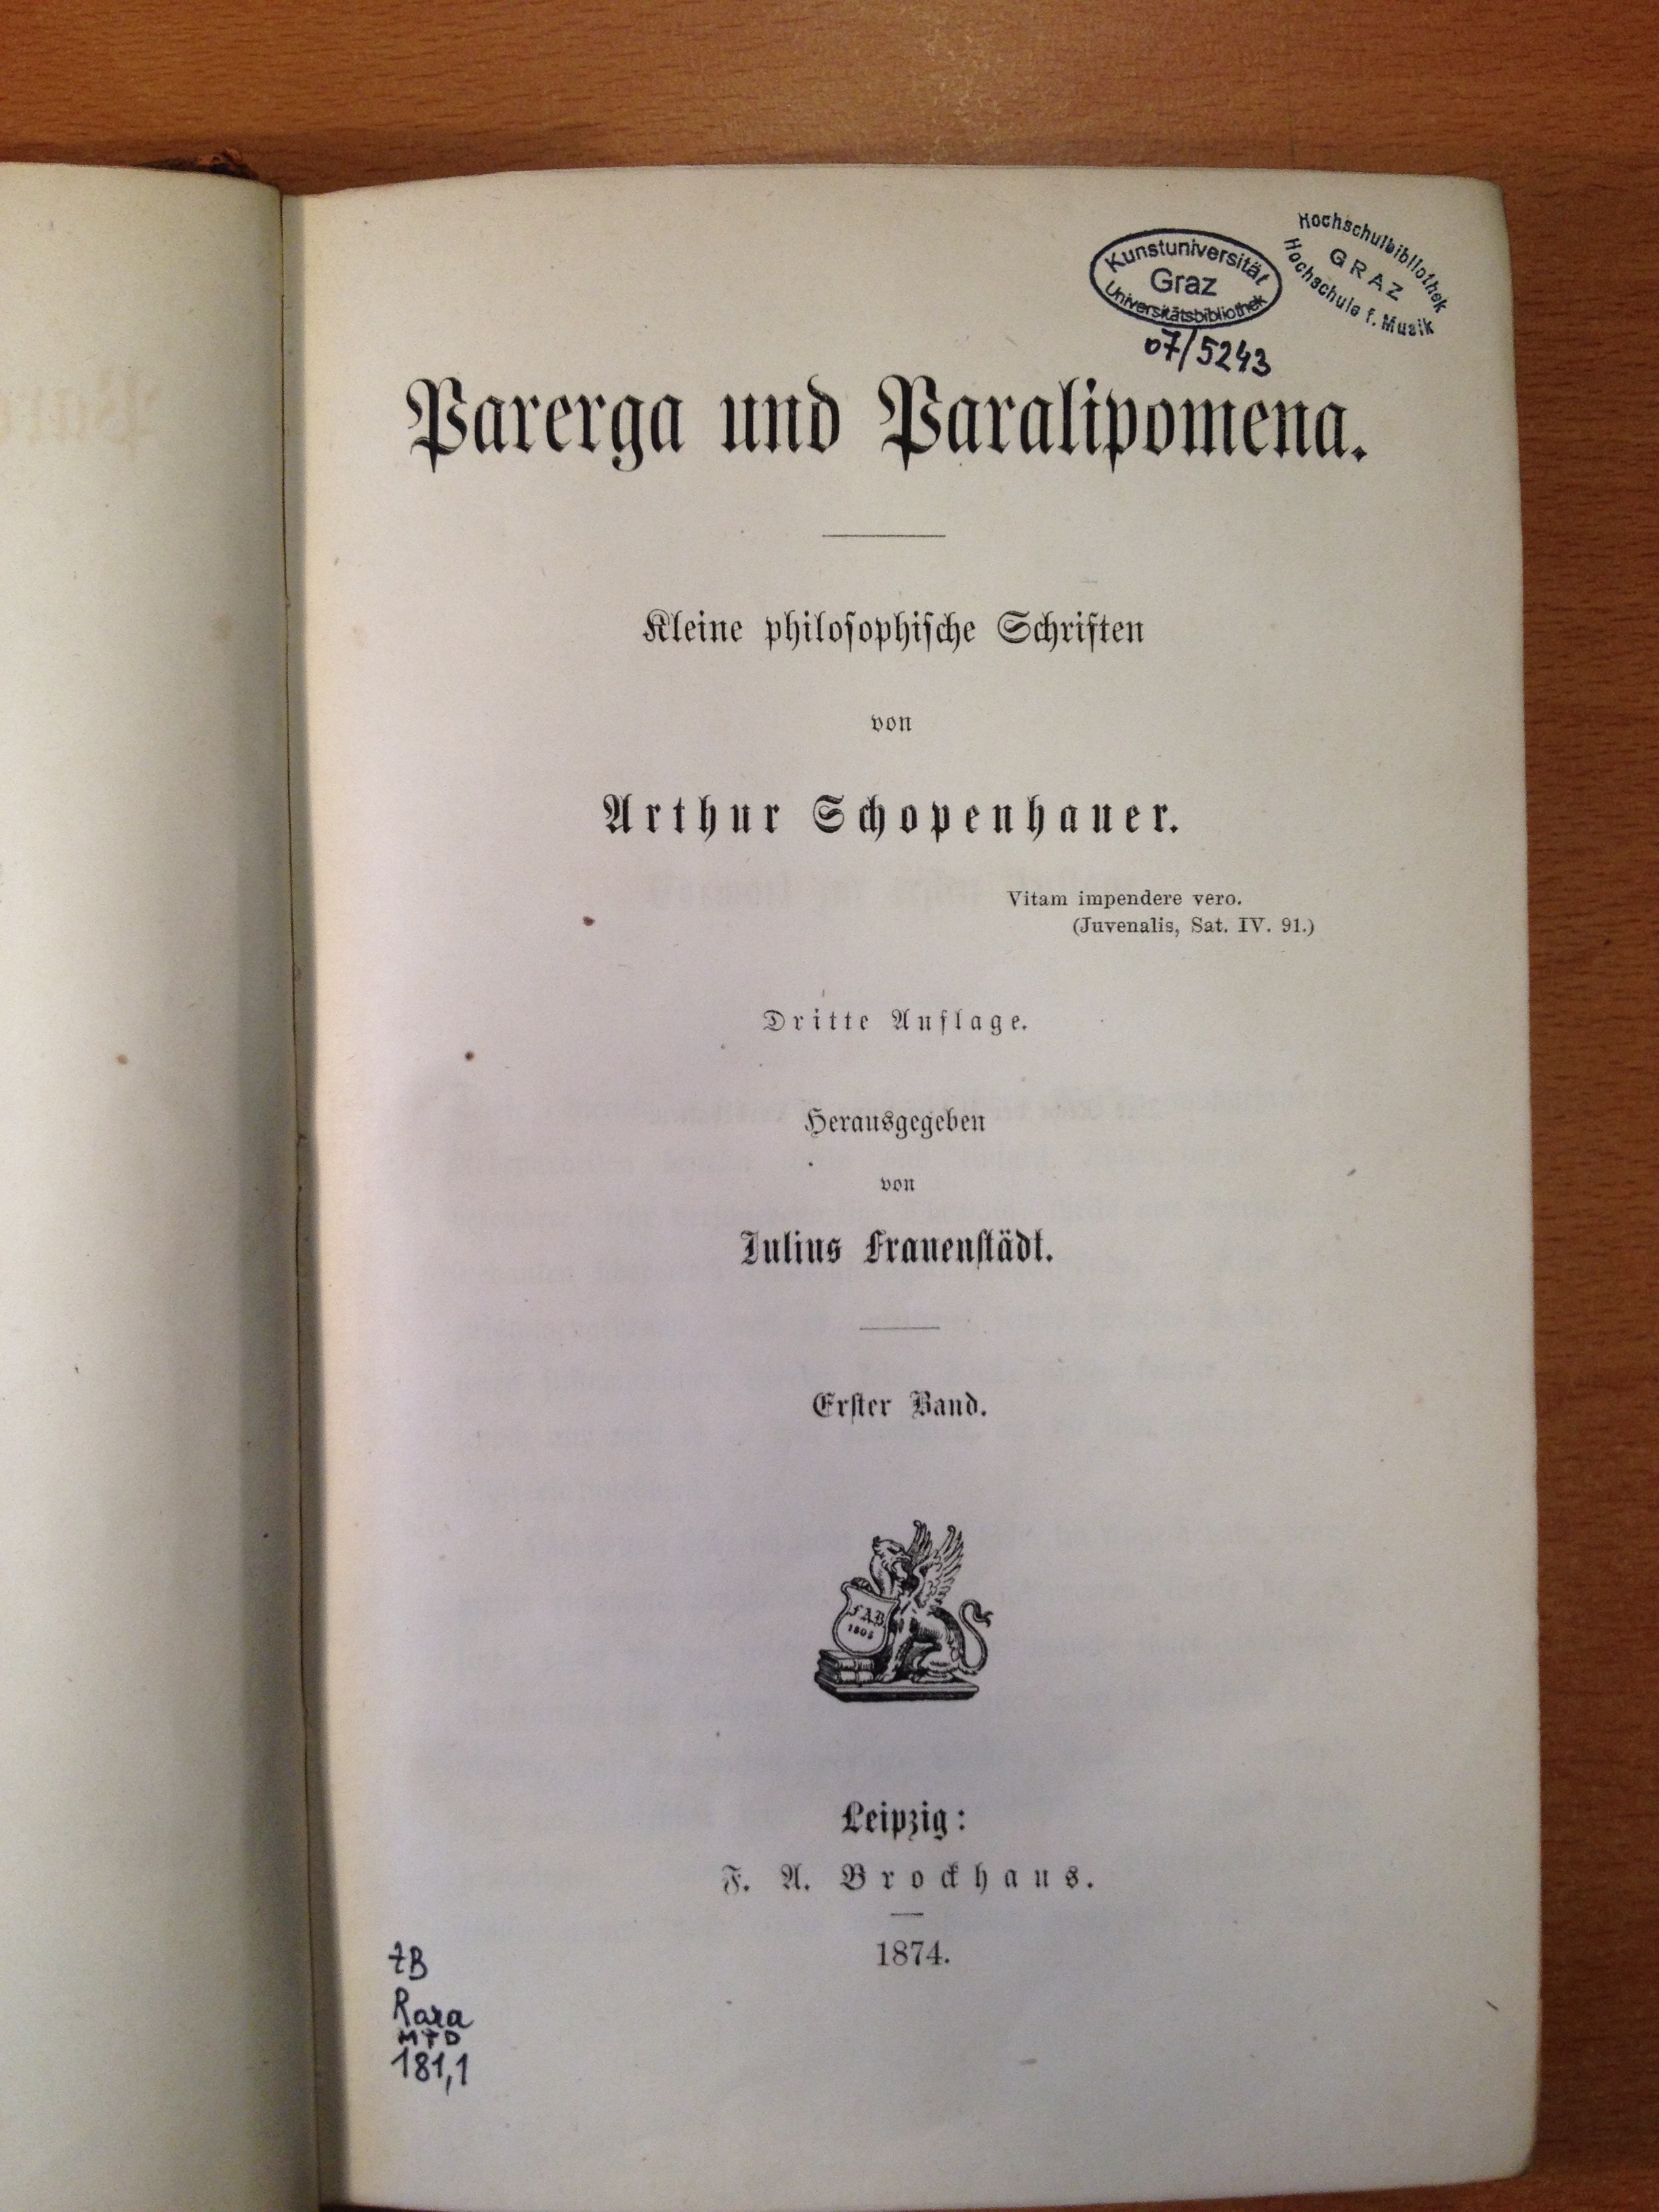 Kunstuniversität
Graz
Universitätsbibliothek
Hochschulbibliothek
GRAZ
Hochschule f. Musik
07/5243
Parerga und Paralipomena.
Kleine philosophische Schriften
von
Arthur Schopenhauer.
Vitam impendere vero.
(Juvenalis, Sat. IV. 91.)
Dritte Auflage.
Herausgegeben
von
Julius Frauenstädt.
Erster Band.
F.A.B.
1805
Leipzig:
F. A. Brockhaus.
1874.
Rara
MTD
181,1